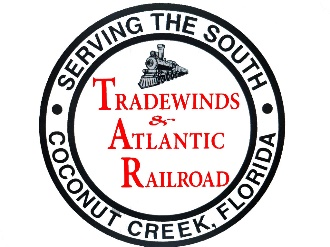 SERVING THE SOUTH
TRADEWINDS
&
ATLANTIC
RAILROAD
COCONUT CREEK, FLORIDA